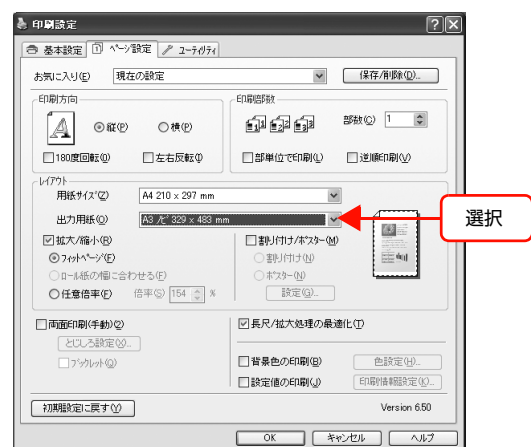 印刷設定
基本設定 ページ設定 ユーティリティ
お気に入り(E) 現在の設定 保存/削除(D)...
印刷方向 印刷部数
縦(P) 横(P) 部数(C) 1
180度回転(O) 左右反転(I) 部単位で印刷(L) 逆順印刷(V)
レイアウト
用紙サイズ(Z) A4 210 x 297 mm
出力用紙(O) A3ノビ 329 x 483 mm 選択
拡大/縮小(R) 割り付け/ポスター(M)
フィットページ(F) 割り付け(N)
ロール紙の幅に合わせる(E) ポスター(N)
任意倍率(F) 倍率(S) 154 % 設定(G)...
両面印刷(手動)(2) 長尺/拡大処理の最適化(T)
とじしろ設定(X)...
ブックレット(Q) 背景色の印刷(B) 色設定(H)...
設定値の印刷(J) 印刷情報設定(K)...
初期設定に戻す(Y) Version 6.50
OK キャンセル ヘルプ